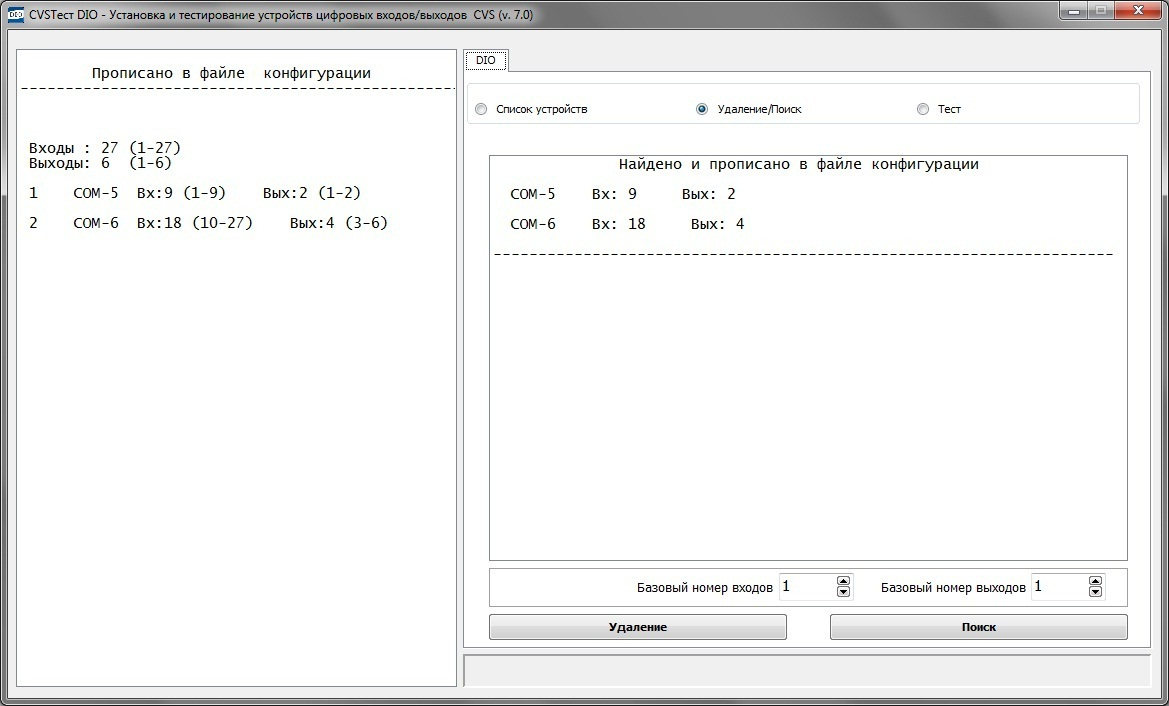 DIO CVSТест DIO - Установка и тестирование устройств цифровых входов/выходов CVS (v. 7.0)
Прописано в файле конфигурации
-------------------------------------------------
Входы : 27 (1-27)
Выходы: 6 (1-6)
1 COM-5 Вх:9 (1-9) Вых:2 (1-2)
2 COM-6 Вх:18 (10-27) Вых:4 (3-6)
DIO
Список устройств Удаление/Поиск Тест
Найдено и прописано в файле конфигурации
COM-5 Вх: 9 Вых: 2
COM-6 Вх: 18 Вых: 4
---------------------------------------------------------------------
Базовый номер входов 1 Базовый номер выходов 1
Удаление Поиск